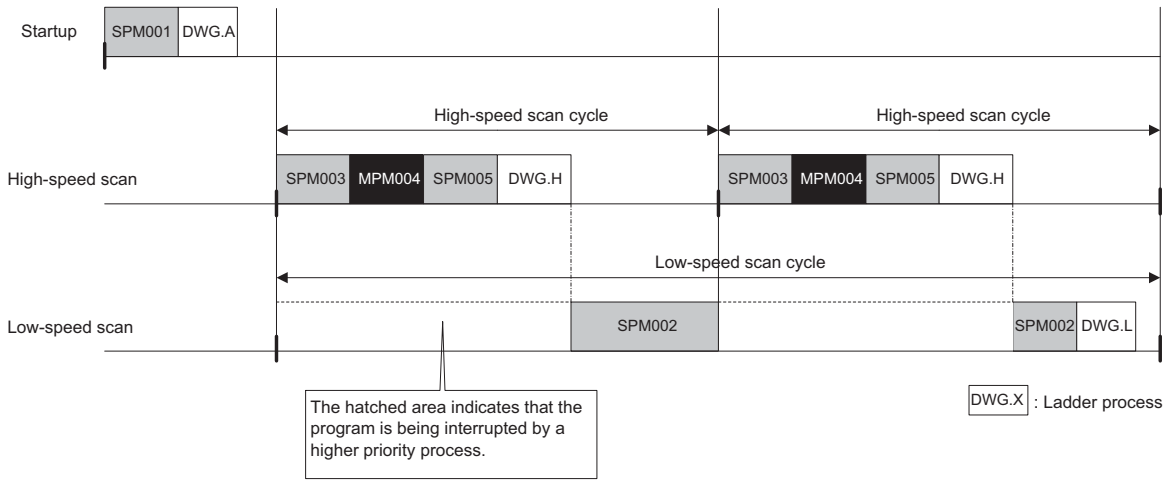 Startup
SPM001
DWG.A
High-speed scan cycle
High-speed scan cycle
High-speed scan
SPM003
MPM004
SPM005
DWG.H
SPM003
MPM004
SPM005
DWG.H
Low-speed scan cycle
Low-speed scan
SPM002
SPM002
DWG.L
The hatched area indicates that the
program is being interrupted by a
higher priority process.
DWG.X : Ladder process